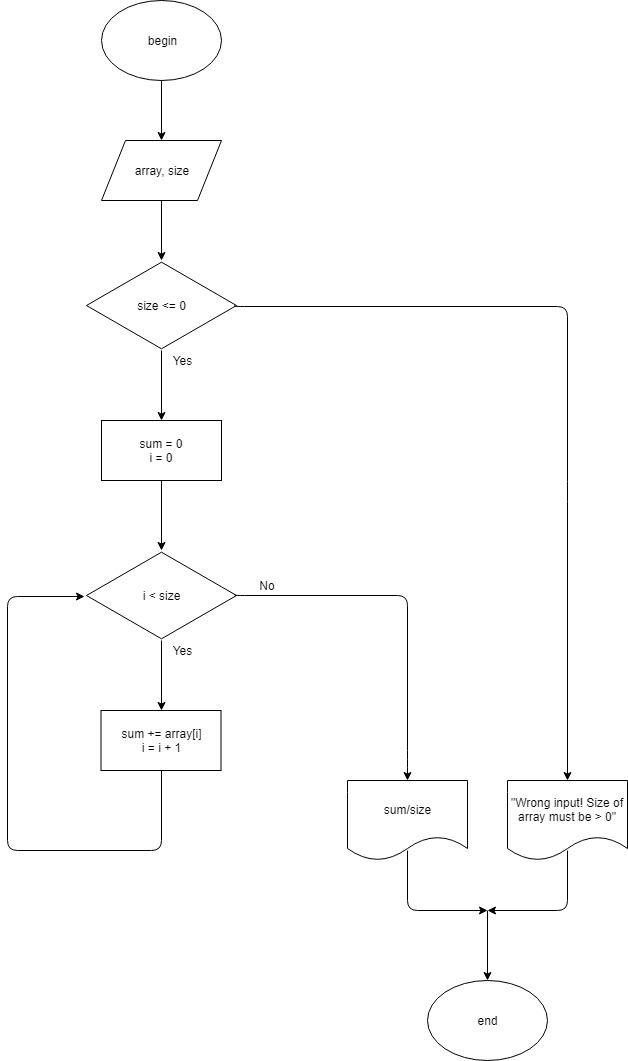 begin
array, size
size <= 0
Yes
sum = 0
i = 0
i < size
No
Yes
sum += array[i]
i = i + 1
sum/size
"Wrong input! Size of
array must be > 0"
end